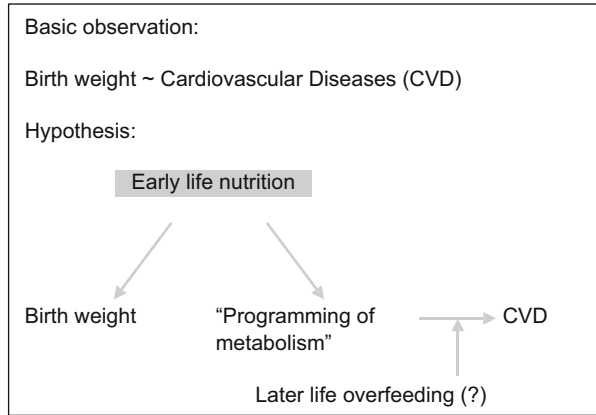 Basic observation:
Birth weight ~ Cardiovascular Diseases (CVD)
Hypothesis:
Early life nutrition
Birth weight
“Programming of
metabolism”
CVD
Later life overfeeding (?)